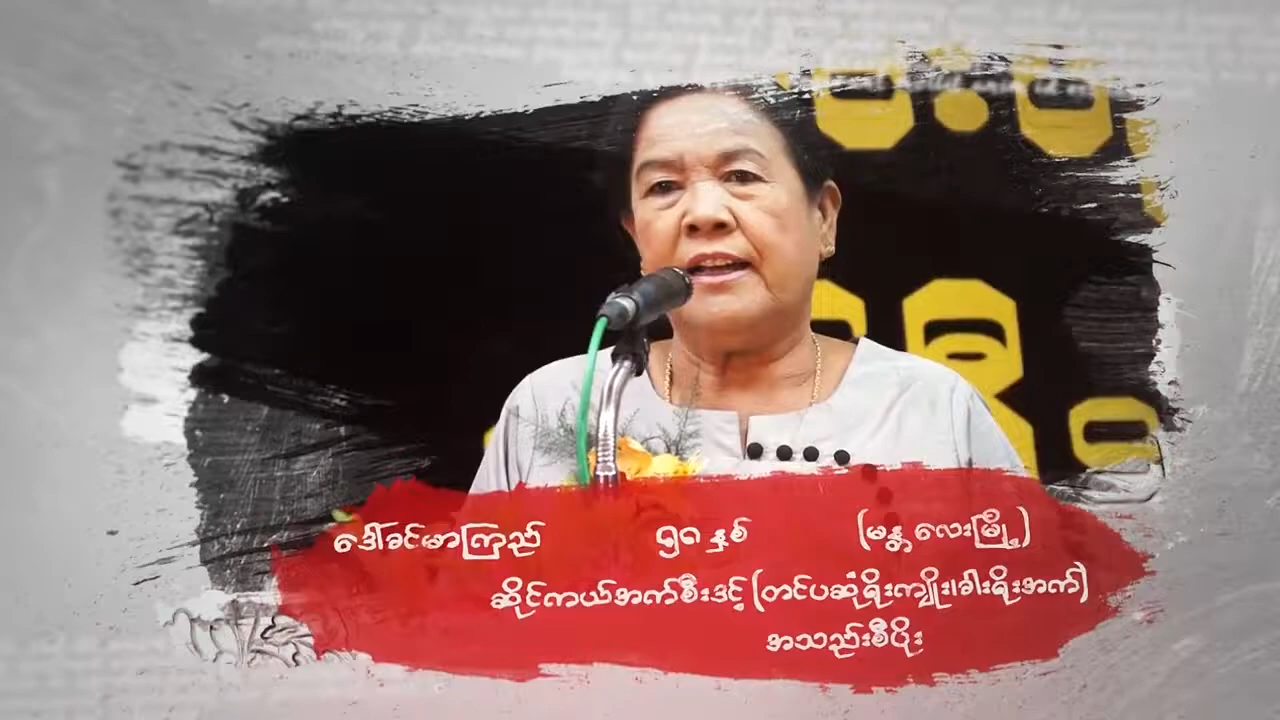 ဒေါ်ခင်မာကြည် ၅၈ နှစ် (မန္တလေးမြို့)
ဆိုင်ကယ်အက်စီးဒင့် (တင်ပဆုံရိုးကျိုး၊ခါးရိုးအက်)
အသည်းစီပိုး